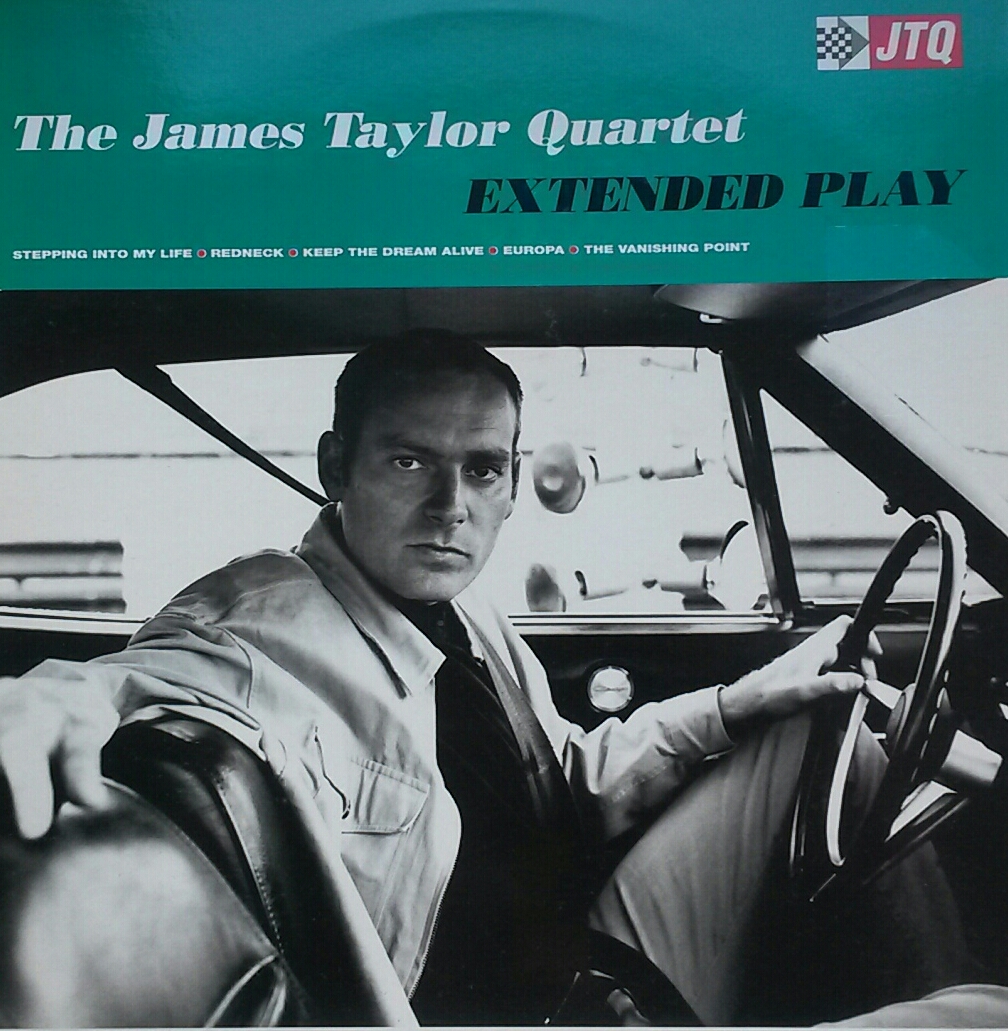 JTQ
The James Taylor Quartet
EXTENDED PLAY
STEPPING INTO MY LIFE • REDNECK • KEEP THE DREAM ALIVE • EUROPA • THE VANISHING POINT